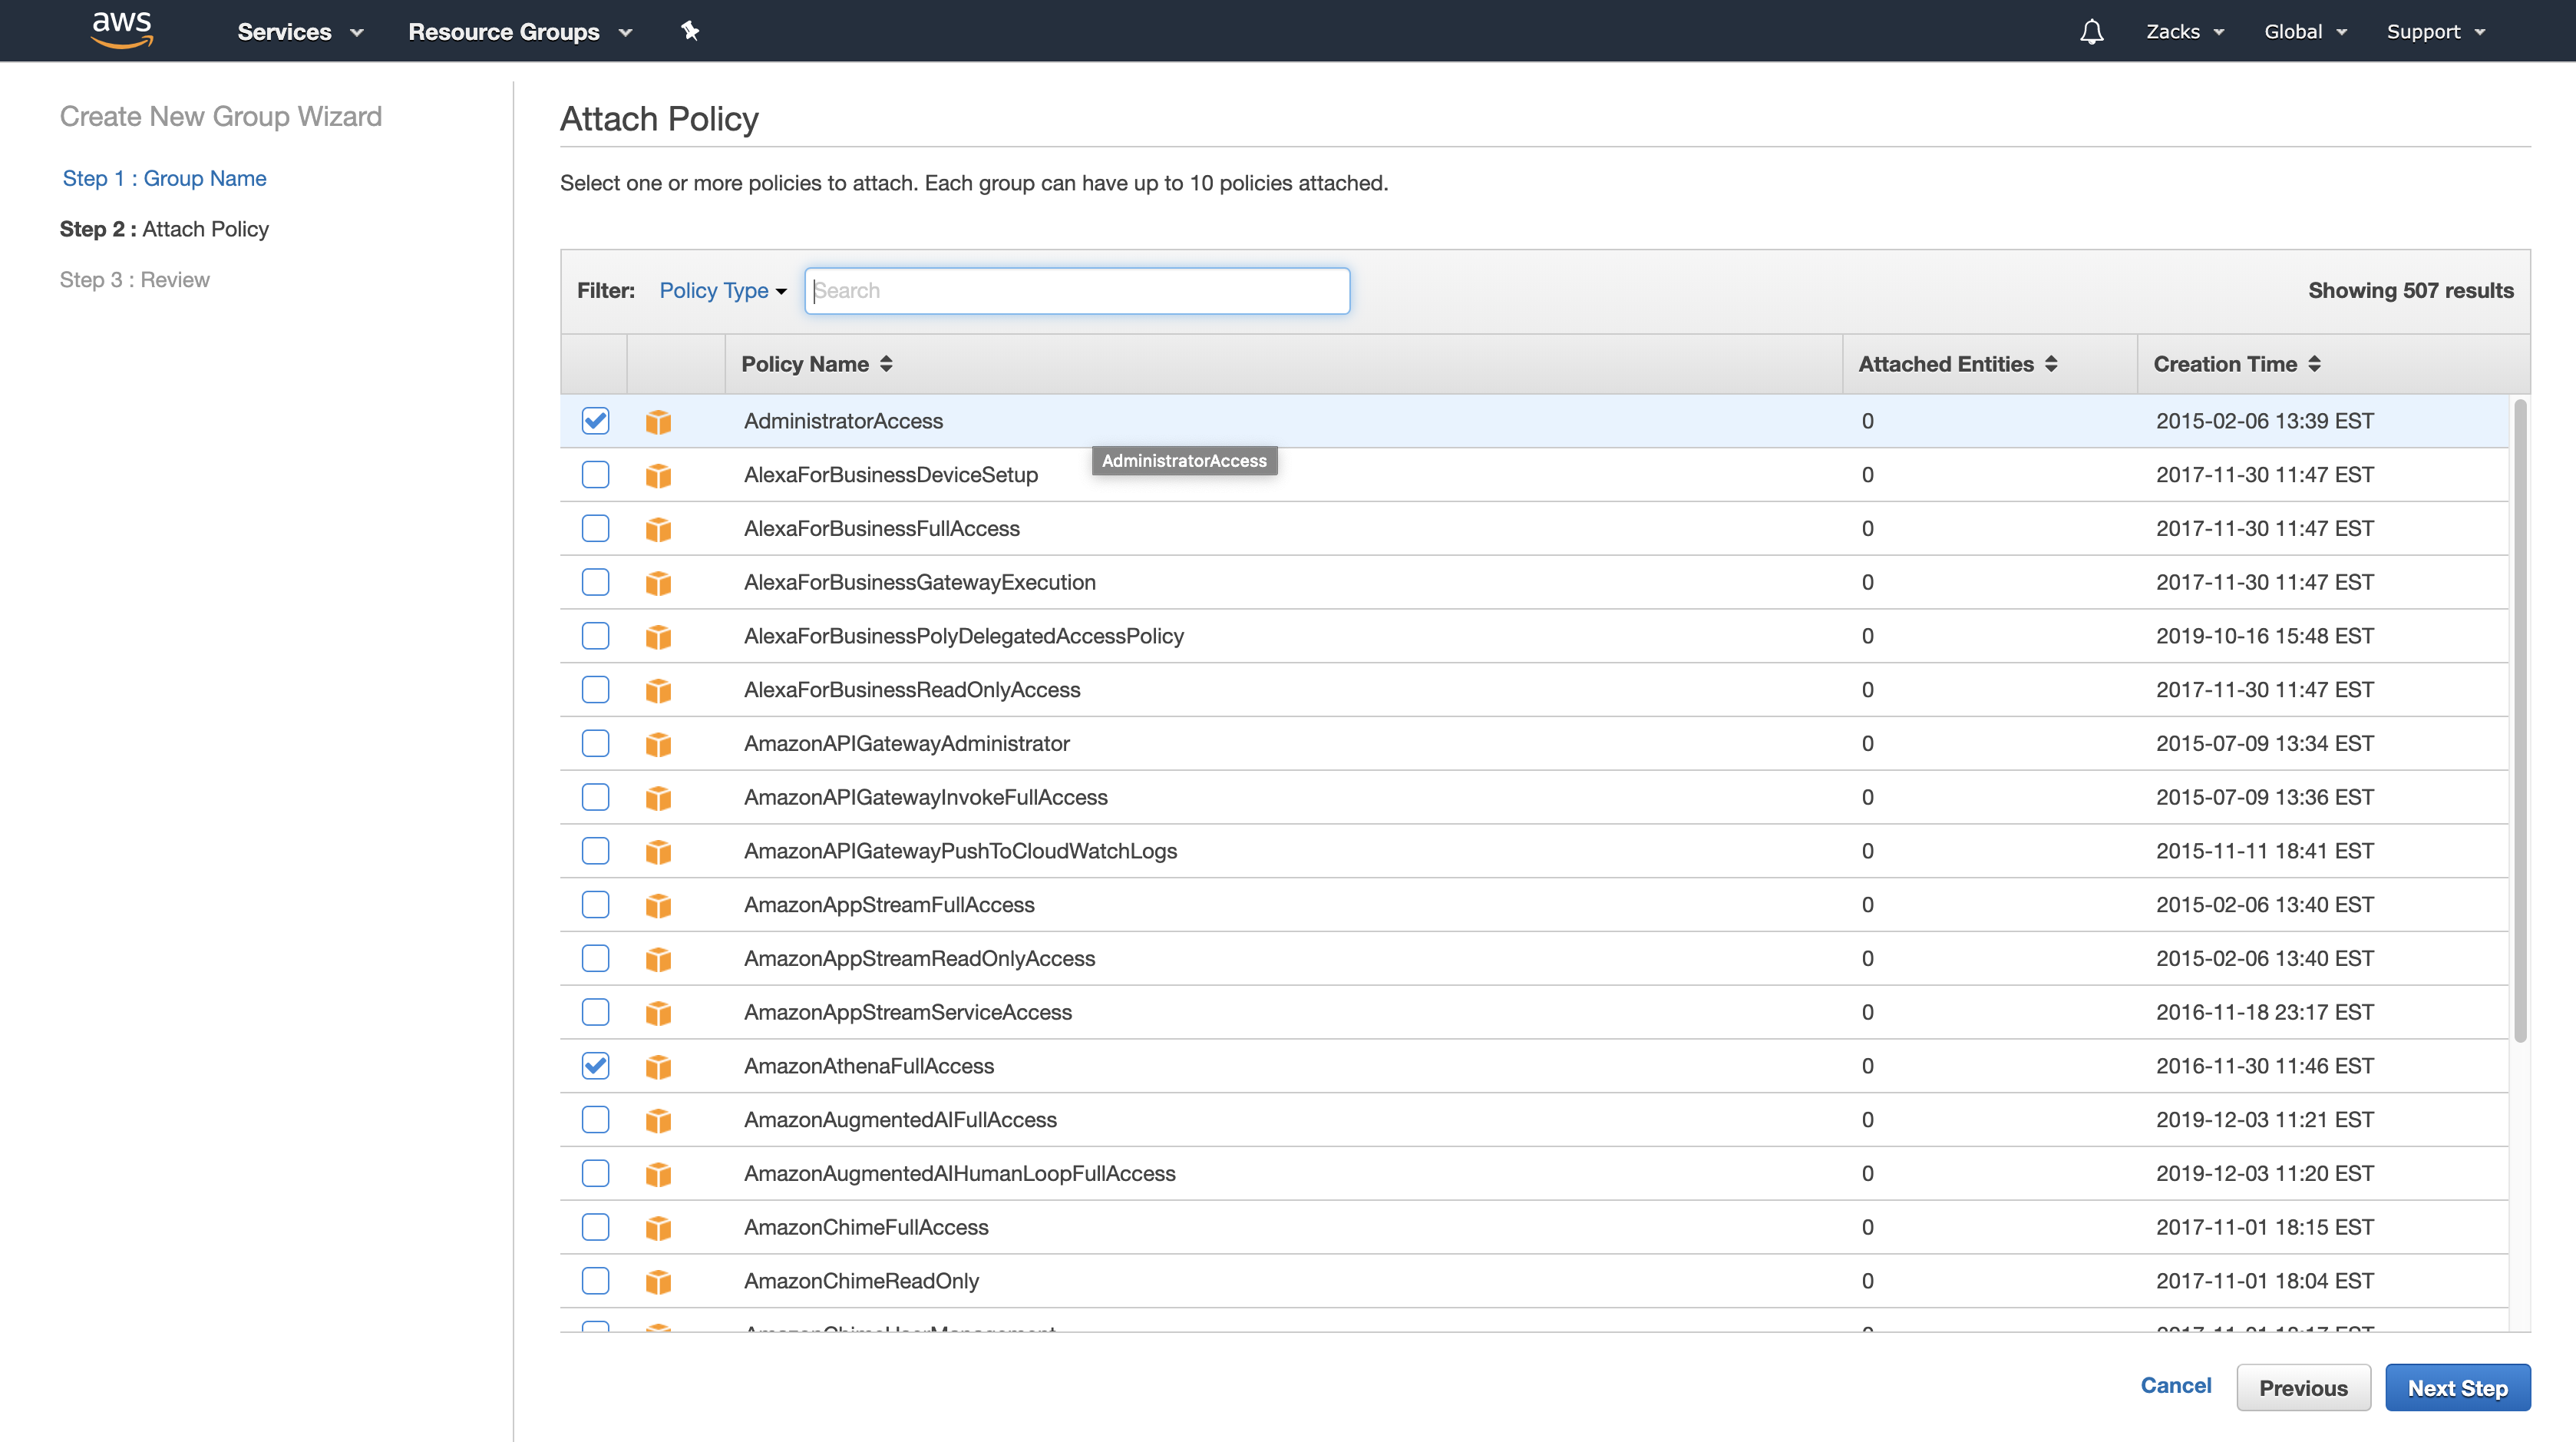 aws Services Resource Groups Zacks Global Support
Create New Group Wizard
Step 1 : Group Name
Step 2 : Attach Policy
Step 3 : Review
Attach Policy
Select one or more policies to attach. Each group can have up to 10 policies attached.
Filter: Policy Type Search Showing 507 results
Policy Name Attached Entities Creation Time
AdministratorAccess 0 2015-02-06 13:39 EST
AdministratorAccess
AlexaForBusinessDeviceSetup 0 2017-11-30 11:47 EST
AlexaForBusinessFullAccess 0 2017-11-30 11:47 EST
AlexaForBusinessGatewayExecution 0 2017-11-30 11:47 EST
AlexaForBusinessPolyDelegatedAccessPolicy 0 2019-10-16 15:48 EST
AlexaForBusinessReadOnlyAccess 0 2017-11-30 11:47 EST
AmazonAPIGatewayAdministrator 0 2015-07-09 13:34 EST
AmazonAPIGatewayInvokeFullAccess 0 2015-07-09 13:36 EST
AmazonAPIGatewayPushToCloudWatchLogs 0 2015-11-11 18:41 EST
AmazonAppStreamFullAccess 0 2015-02-06 13:40 EST
AmazonAppStreamReadOnlyAccess 0 2015-02-06 13:40 EST
AmazonAppStreamServiceAccess 0 2016-11-18 23:17 EST
AmazonAthenaFullAccess 0 2016-11-30 11:46 EST
AmazonAugmentedAIFullAccess 0 2019-12-03 11:21 EST
AmazonAugmentedAIHumanLoopFullAccess 0 2019-12-03 11:20 EST
AmazonChimeFullAccess 0 2017-11-01 18:15 EST
AmazonChimeReadOnly 0 2017-11-01 18:04 EST
Cancel Previous Next Step